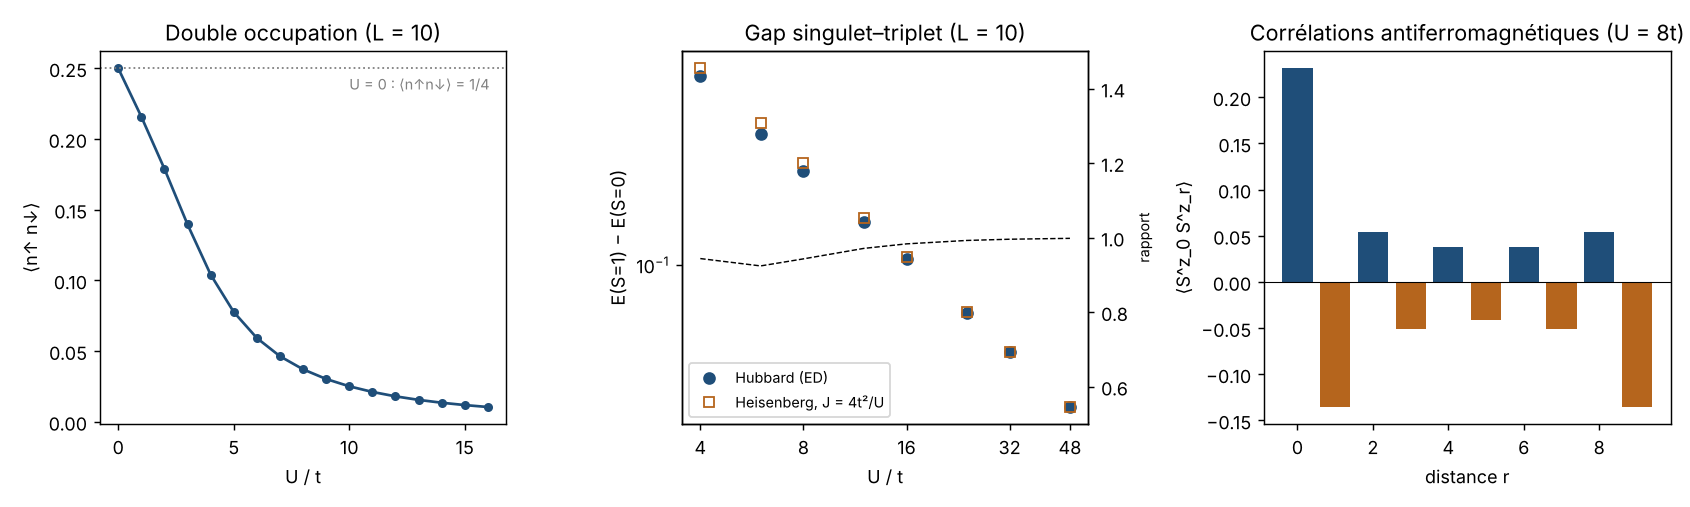 Double occupation (L = 10)
⟨n↑ n↓⟩
0.25
0.20
0.15
0.10
0.05
0.00
U = 0 : ⟨n↑n↓⟩ = 1/4
0 5 10 15
U / t
Gap singulet–triplet (L = 10)
E(S=1) − E(S=0)
10⁻¹
Hubbard (ED)
Heisenberg, J = 4t²/U
1.4
1.2
1.0
0.8
0.6
rapport
4 8 16 32 48
U / t
Corrélations antiferromagnétiques (U = 8t)
⟨S^z_0 S^z_r⟩
0.20
0.15
0.10
0.05
0.00
−0.05
−0.10
−0.15
0 2 4 6 8
distance r